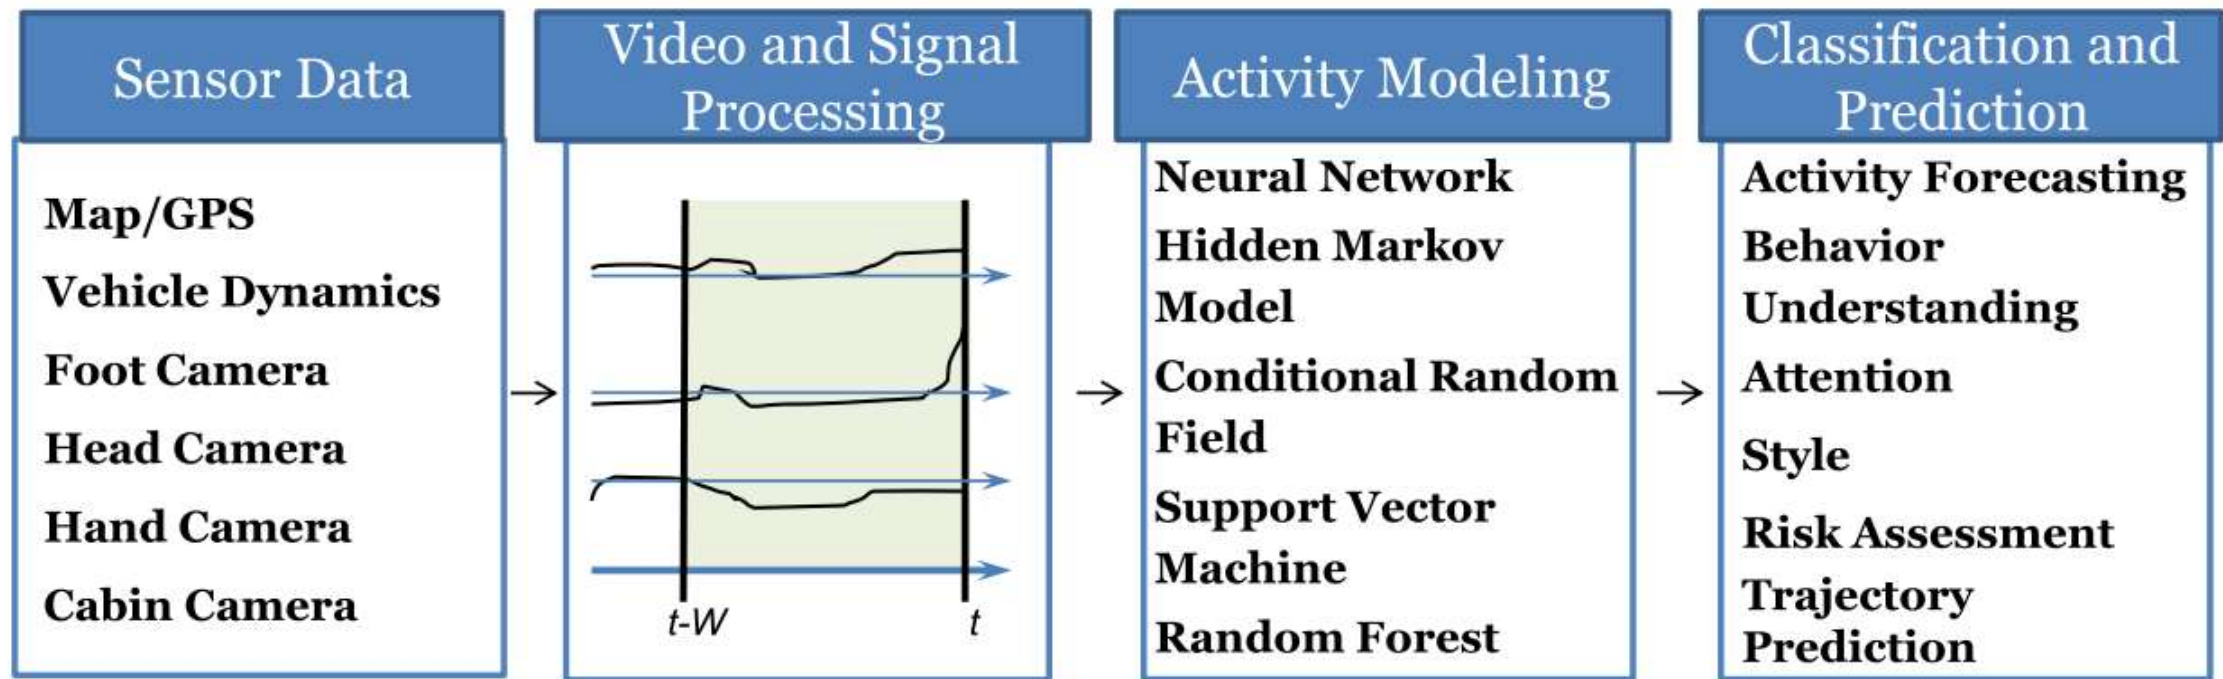 Sensor Data
Map/GPS
Vehicle Dynamics
Foot Camera
Head Camera
Hand Camera
Cabin Camera
Video and Signal
Processing
t-W
t
Activity Modeling
Neural Network
Hidden Markov
Model
Conditional Random
Field
Support Vector
Machine
Random Forest
Classification and
Prediction
Activity Forecasting
Behavior
Understanding
Attention
Style
Risk Assessment
Trajectory
Prediction